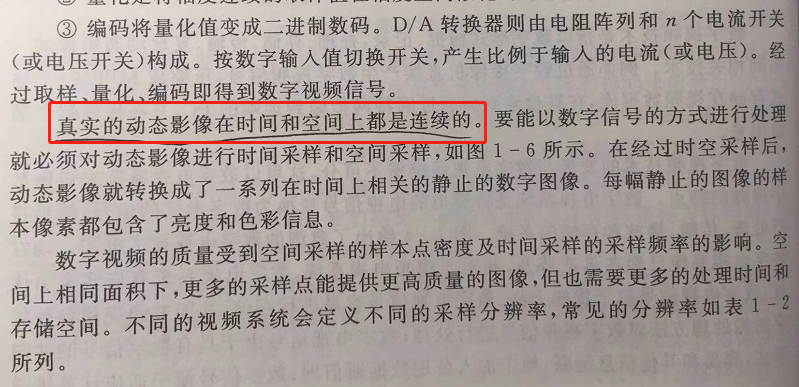 ③ 编码将量化值变成二进制数码。D/A 转换器则由电阻阵列和 n 个电流开关
(或电压开关)构成。按数字输入值切换开关,产生比例于输入的电流(或电压)。经
过取样、量化、编码即得到数字视频信号。
真实的动态影像在时间和空间上都是连续的。要能以数字信号的方式进行处理
就必须对动态影像进行时间采样和空间采样,如图 1-6 所示。在经过时空采样后,
动态影像就转换成了一系列在时间上相关的静止的数字图像。每幅静止的图像的样
本像素都包含了亮度和色彩信息。
数字视频的质量受到空间采样的样本点密度及时间采样的采样频率的影响。空
间上相同面积下,更多的采样点能提供更高质量的图像,但也需要更多的处理时间和
存储空间。不同的视频系统会定义不同的采样分辨率,常见的分辨率如表 1-2
所列。